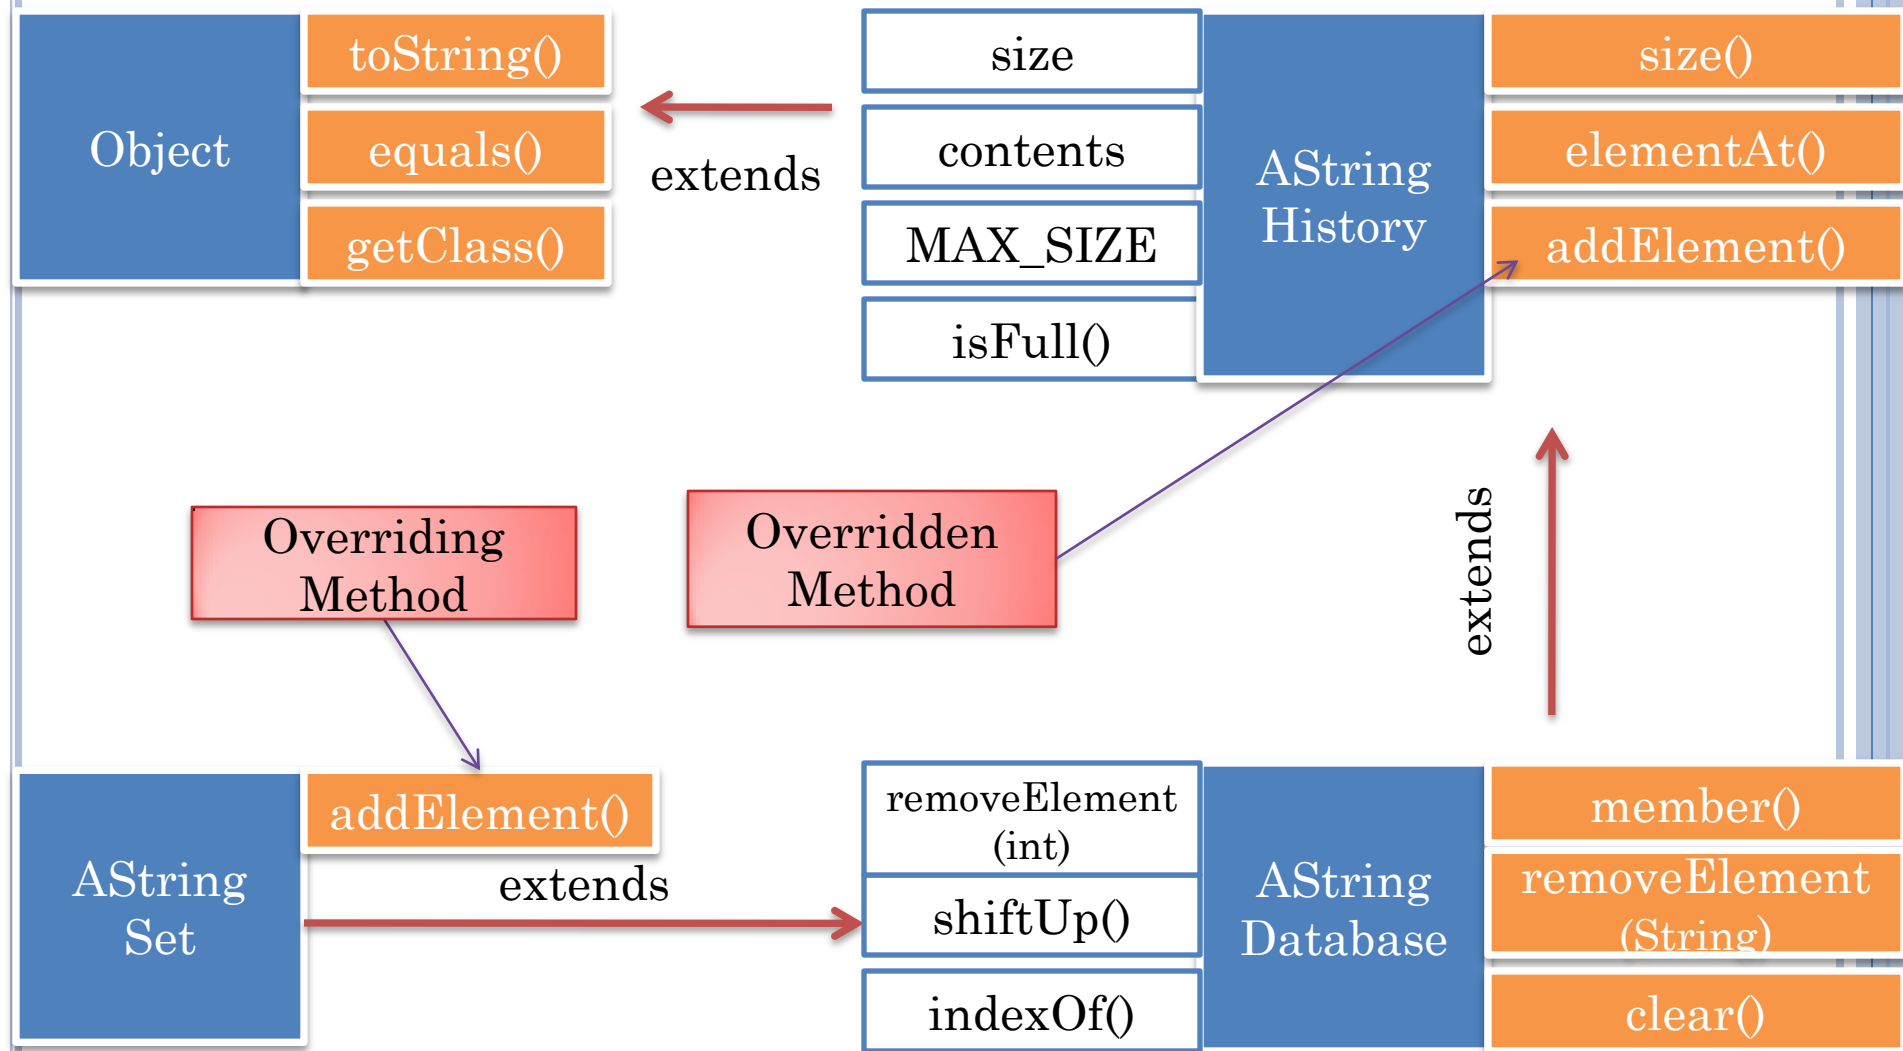 Object
toString()
equals()
getClass()
extends
size
contents
MAX_SIZE
isFull()
AString
History
size()
elementAt()
addElement()
Overriding
Method
Overridden
Method
extends
AString
Set
addElement()
extends
removeElement
(int)
shiftUp()
indexOf()
AString
Database
member()
removeElement
(String)
clear()